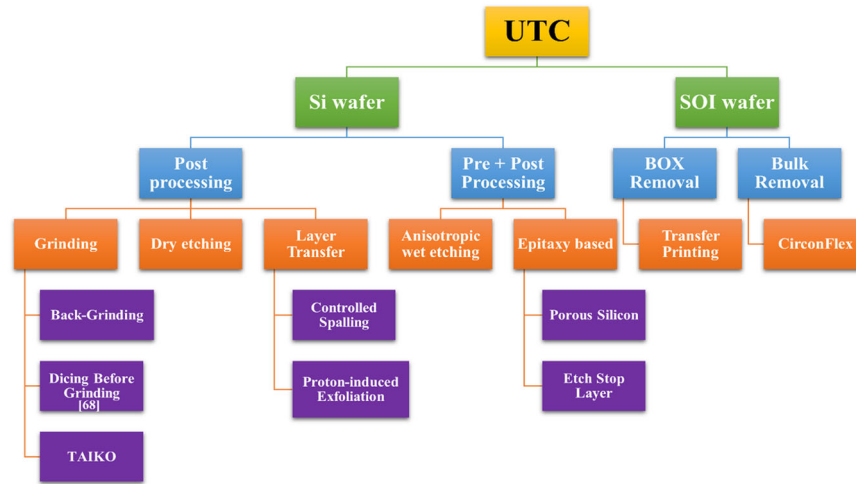 UTC
Si wafer
SOI wafer
Post
processing
Pre + Post
Processing
BOX
Removal
Bulk
Removal
Grinding
Dry etching
Layer
Transfer
Anisotropic
wet etching
Epitaxy based
Transfer
Printing
CirconFlex
Back-Grinding
Controlled
Spalling
Porous Silicon
Dicing Before
Grinding
[68]
Proton-induced
Exfoliation
Etch Stop
Layer
TAIKO